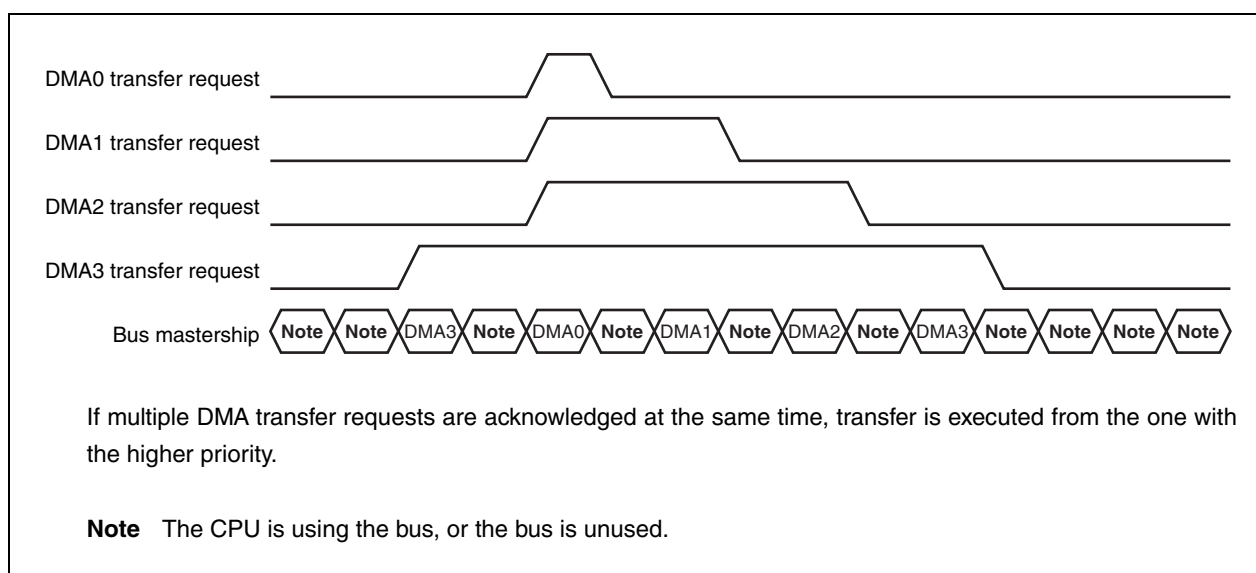 DMA0 transfer request
DMA1 transfer request
DMA2 transfer request
DMA3 transfer request
Bus mastership Note Note DMA3 Note DMA0 Note DMA1 Note DMA2 Note DMA3 Note Note Note Note
If multiple DMA transfer requests are acknowledged at the same time, transfer is executed from the one with
the higher priority.
Note The CPU is using the bus, or the bus is unused.